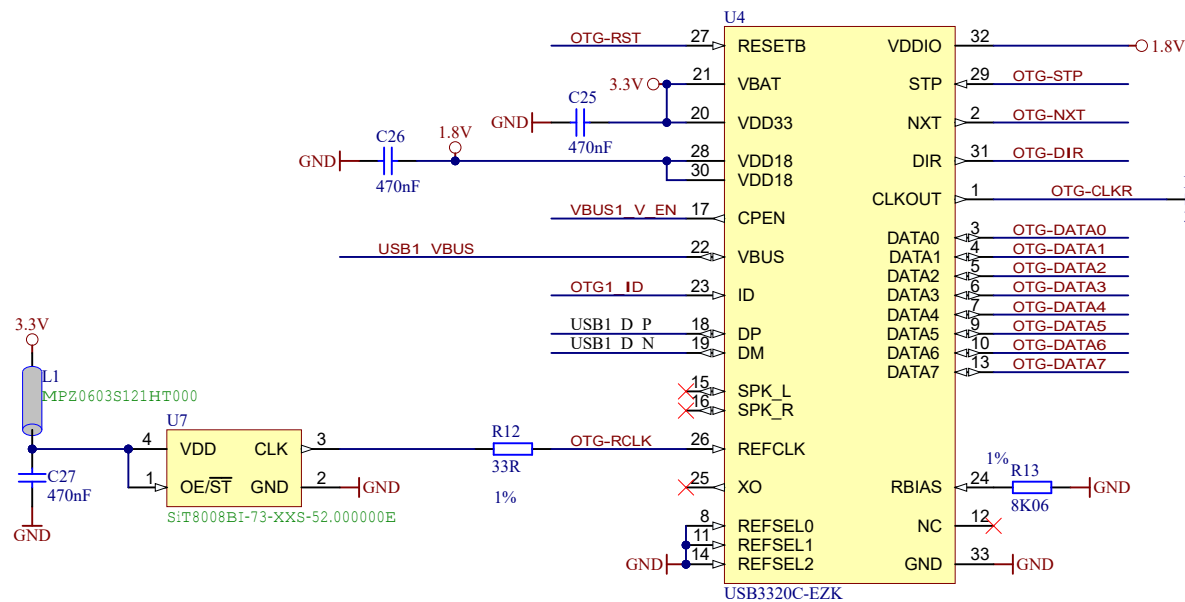 U4
OTG-RST 27 RESETB VDDIO 32 1.8V
3.3V 21 VBAT STP 29 OTG-STP
C25
GND 470nF 20 VDD33 NXT 2 OTG-NXT
C26 1.8V
GND 470nF 28 VDD18 DIR 31 OTG-DIR
30 VDD18
CLKOUT 1 OTG-CLKR
VBUS1_V_EN 17 CPEN
DATA0 3 OTG-DATA0
USB1_VBUS 22 VBUS DATA1 4 OTG-DATA1
DATA2 5 OTG-DATA2
OTG1_ID 23 ID DATA3 6 OTG-DATA3
DATA4 7 OTG-DATA4
USB1_D_P 18 DP DATA5 9 OTG-DATA5
USB1_D_N 19 DM DATA6 10 OTG-DATA6
DATA7 13 OTG-DATA7
3.3V
L1
MPZ0603S121HT000
15 SPK_L
16 SPK_R
U7
4 VDD CLK 3 R12 33R 1% OTG-RCLK 26 REFCLK
C27
470nF
1 OE/ST GND 2 GND
25 XO RBIAS 24 1% R13 8K06 GND
SiT8008BI-73-XXS-52.000000E
GND
8 REFSEL0 NC 12
11 REFSEL1
GND 14 REFSEL2 GND 33 GND
USB3320C-EZK